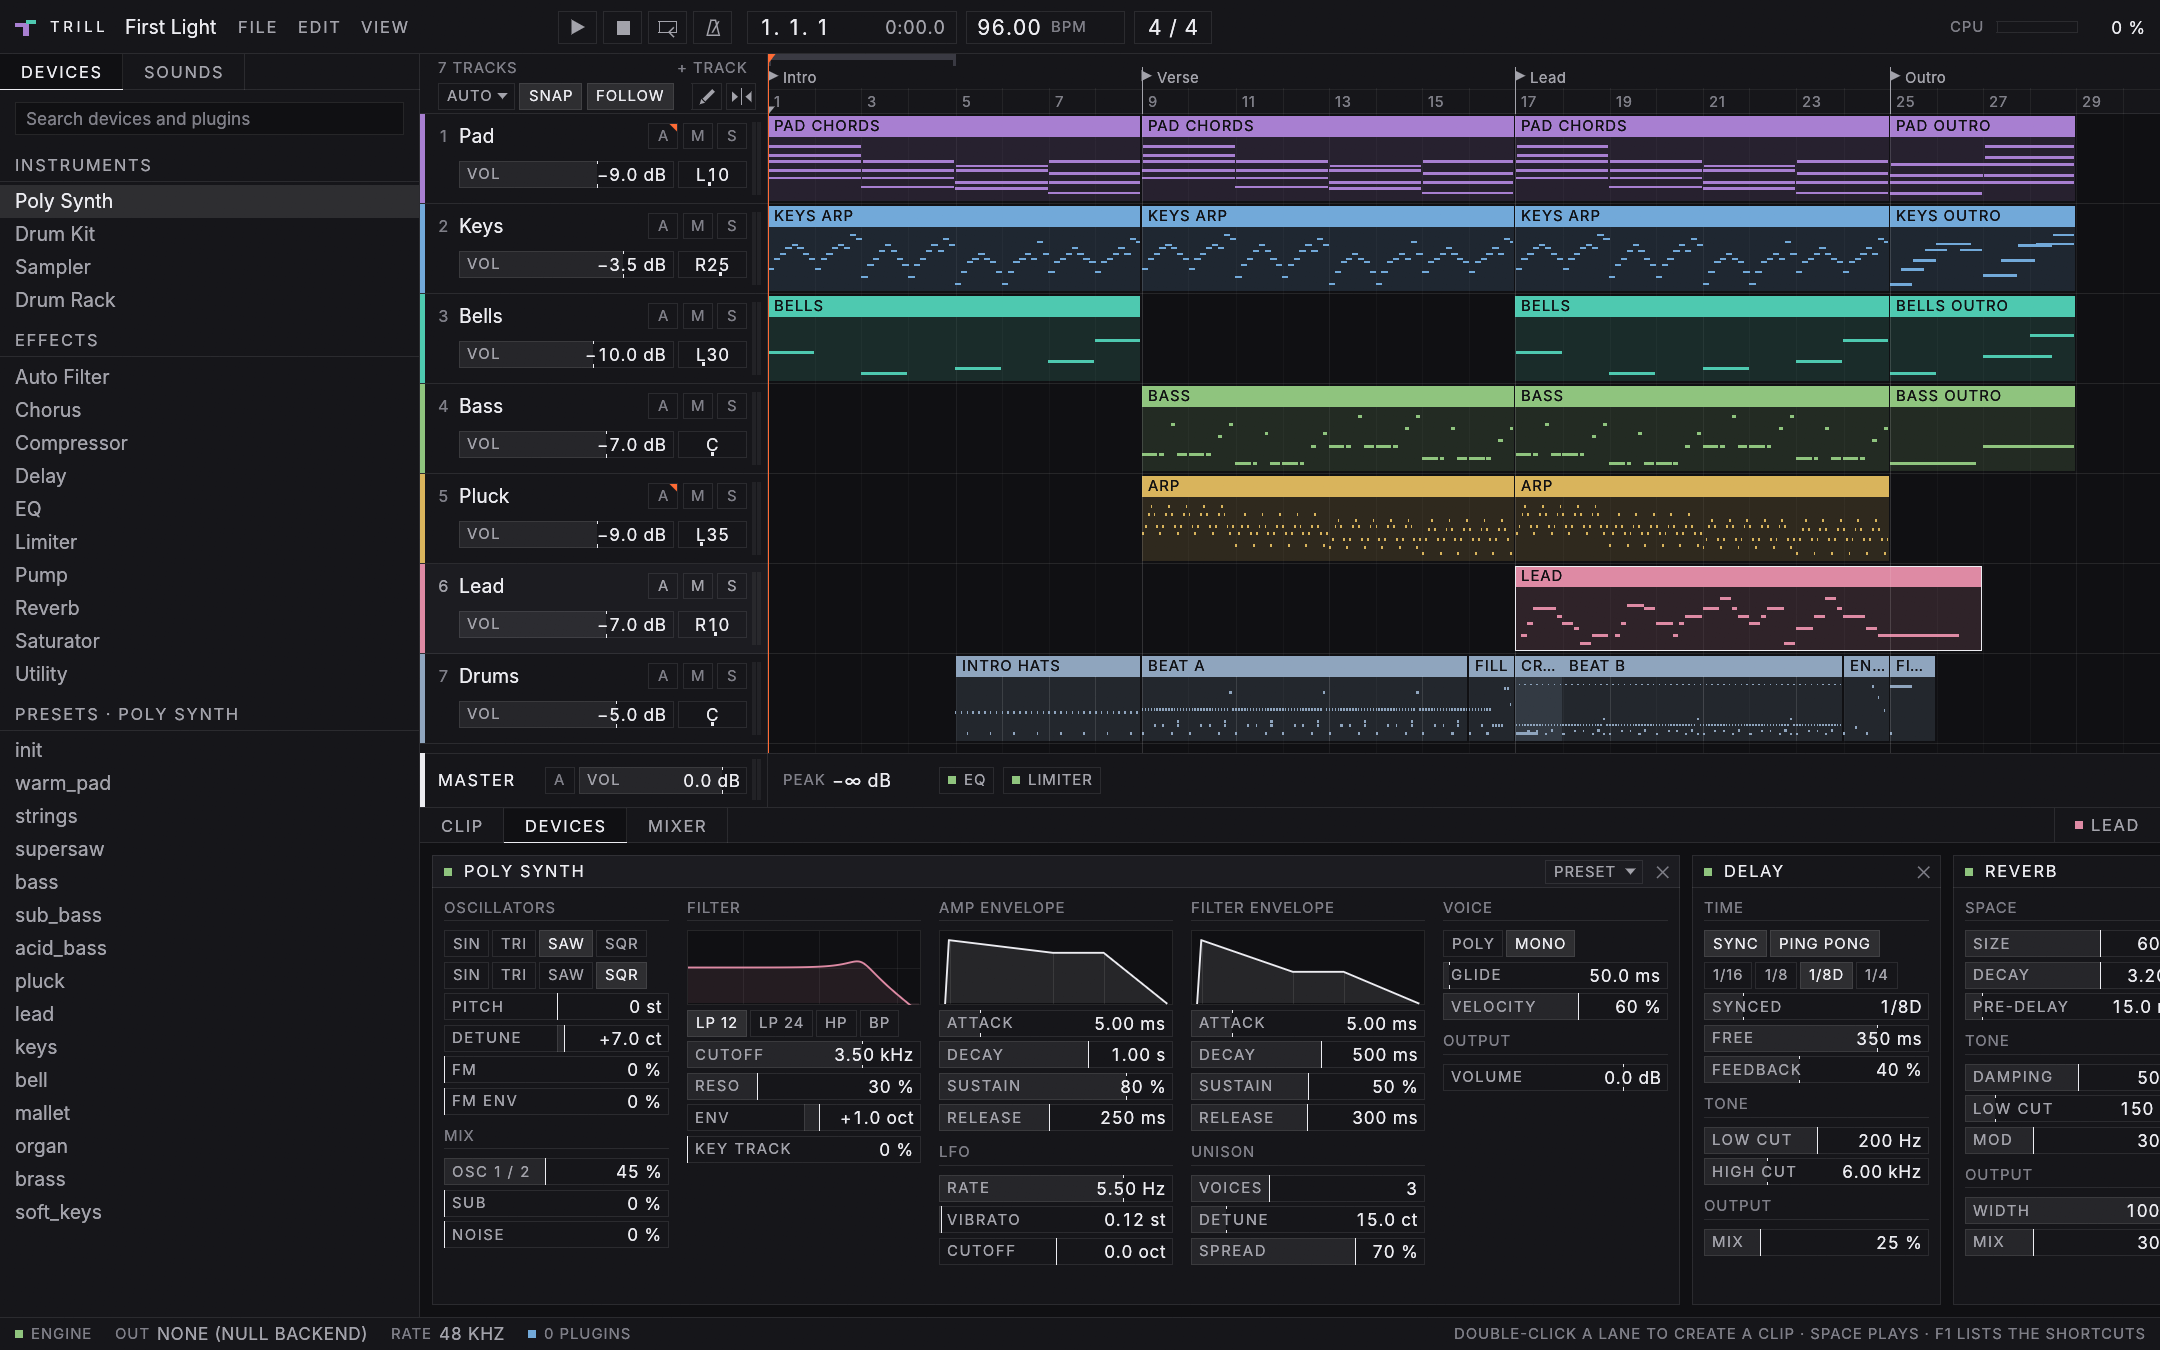 TRILL First Light FILE EDIT VIEW 1. 1. 1 0:00.0 96.00 BPM 4 / 4 CPU 0 %
DEVICES SOUNDS
Search devices and plugins
INSTRUMENTS
Poly Synth
Drum Kit
Sampler
Drum Rack
EFFECTS
Auto Filter
Chorus
Compressor
Delay
EQ
Limiter
Pump
Reverb
Saturator
Utility
PRESETS · POLY SYNTH
init
warm_pad
strings
supersaw
bass
sub_bass
acid_bass
pluck
lead
keys
bell
mallet
organ
brass
soft_keys
7 TRACKS + TRACK
AUTO SNAP FOLLOW
Intro Verse Lead Outro
1 3 5 7 9 11 13 15 17 19 21 23 25 27 29
1 Pad A M S
VOL −9.0 dB L10
PAD CHORDS PAD CHORDS PAD CHORDS PAD OUTRO
2 Keys A M S
VOL −3.5 dB R25
KEYS ARP KEYS ARP KEYS ARP KEYS OUTRO
3 Bells A M S
VOL −10.0 dB L30
BELLS BELLS BELLS OUTRO
4 Bass A M S
VOL −7.0 dB C
BASS BASS BASS OUTRO
5 Pluck A M S
VOL −9.0 dB L35
ARP ARP
6 Lead A M S
VOL −7.0 dB R10
LEAD
7 Drums A M S
VOL −5.0 dB C
INTRO HATS BEAT A FILL CR... BEAT B EN... FI...
MASTER A VOL 0.0 dB PEAK −∞ dB EQ LIMITER
CLIP DEVICES MIXER LEAD
POLY SYNTH PRESET
OSCILLATORS
SIN TRI SAW SQR
SIN TRI SAW SQR
PITCH 0 st
DETUNE +7.0 ct
FM 0 %
FM ENV 0 %
MIX
OSC 1 / 2 45 %
SUB 0 %
NOISE 0 %
FILTER
LP 12 LP 24 HP BP
CUTOFF 3.50 kHz
RESO 30 %
ENV +1.0 oct
KEY TRACK 0 %
AMP ENVELOPE
ATTACK 5.00 ms
DECAY 1.00 s
SUSTAIN 80 %
RELEASE 250 ms
LFO
RATE 5.50 Hz
VIBRATO 0.12 st
CUTOFF 0.0 oct
FILTER ENVELOPE
ATTACK 5.00 ms
DECAY 500 ms
SUSTAIN 50 %
RELEASE 300 ms
UNISON
VOICES 3
DETUNE 15.0 ct
SPREAD 70 %
VOICE
POLY MONO
GLIDE 50.0 ms
VELOCITY 60 %
OUTPUT
VOLUME 0.0 dB
DELAY
TIME
SYNC PING PONG
1/16 1/8 1/8D 1/4
SYNCED 1/8D
FREE 350 ms
FEEDBACK 40 %
TONE
LOW CUT 200 Hz
HIGH CUT 6.00 kHz
OUTPUT
MIX 25 %
REVERB
SPACE
SIZE 60
DECAY 3.20
PRE-DELAY 15.0
TONE
DAMPING 50
LOW CUT 150
MOD 30
OUTPUT
WIDTH 100
MIX 30
ENGINE OUT NONE (NULL BACKEND) RATE 48 KHZ 0 PLUGINS DOUBLE-CLICK A LANE TO CREATE A CLIP · SPACE PLAYS · F1 LISTS THE SHORTCUTS